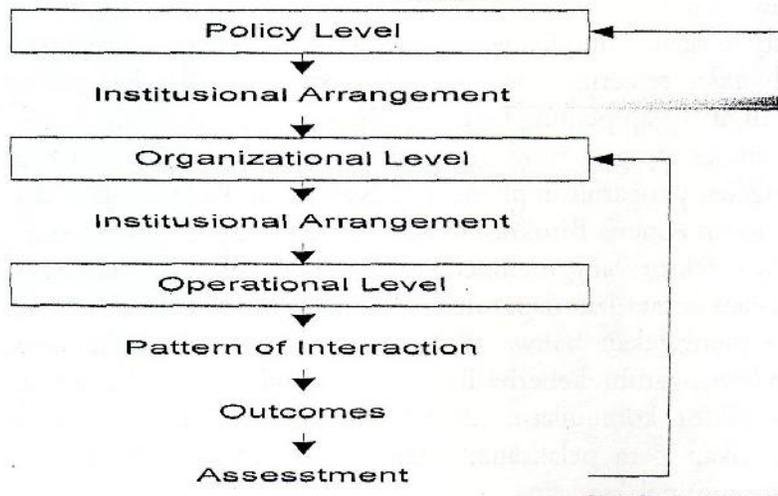 Policy Level
Institusional Arrangement
Organizational Level
Institusional Arrangement
Operational Level
Pattern of Interraction
Outcomes
Assesstment